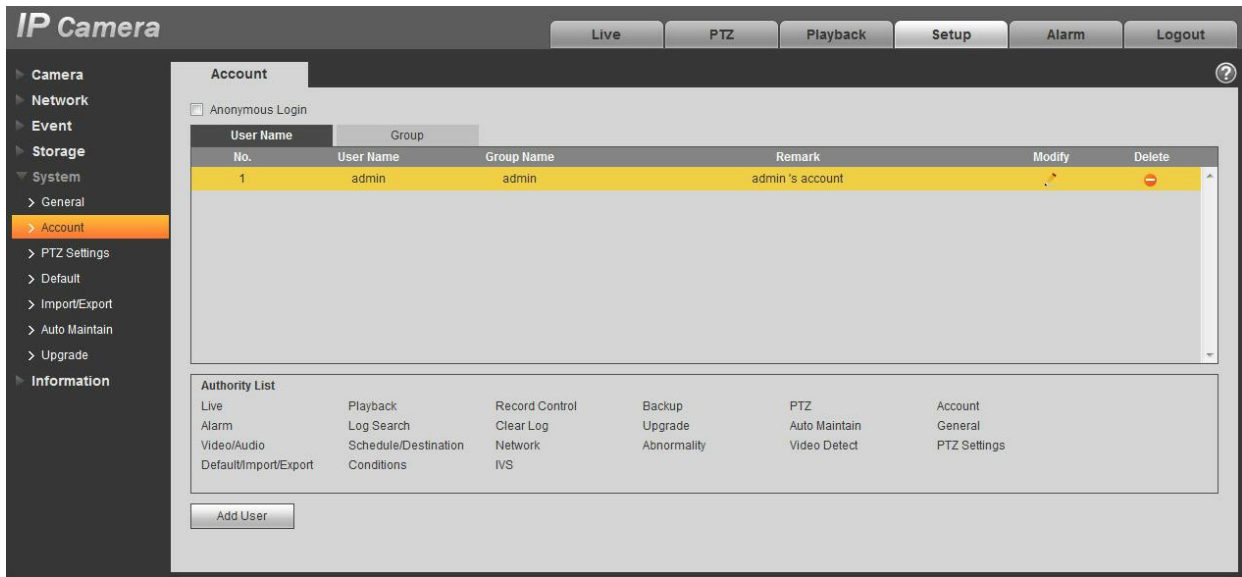 IP Camera
Live PTZ Playback Setup Alarm Logout
Camera
Network
Event
Storage
System
General
Account
PTZ Settings
Default
Import/Export
Auto Maintain
Upgrade
Information
Account
?
Anonymous Login
User Name Group
No. User Name Group Name Remark Modify Delete
1 admin admin admin 's account
Authority List
Live Playback Record Control Backup PTZ Account
Alarm Log Search Clear Log Upgrade Auto Maintain General
Video/Audio Schedule/Destination Network Abnormality Video Detect PTZ Settings
Default/Import/Export Conditions IVS
Add User